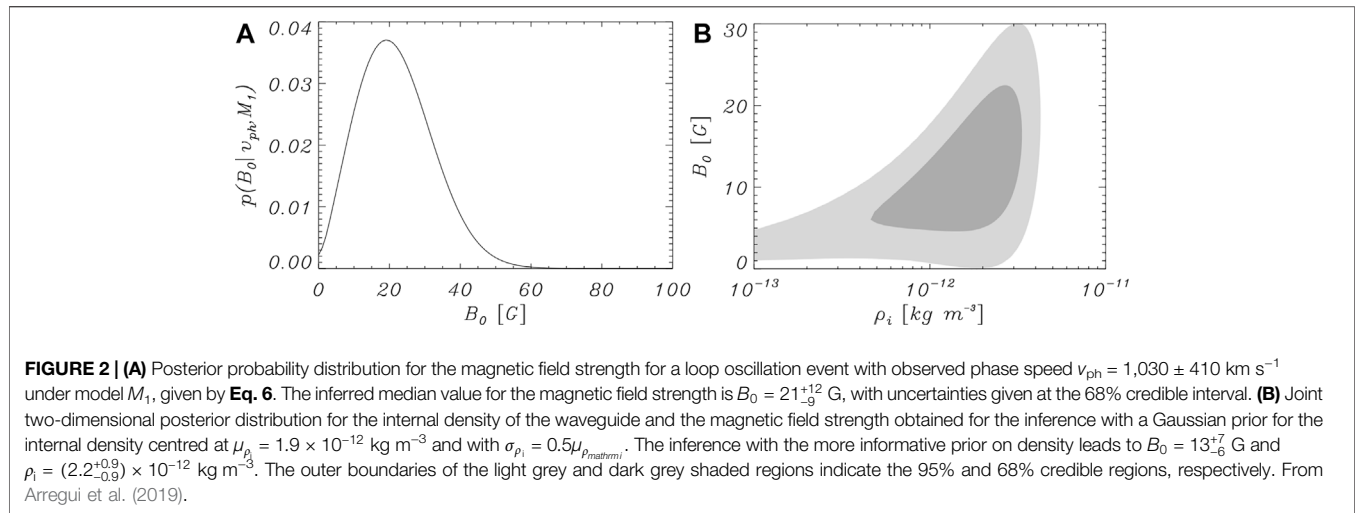 A
0.04
0.03
0.02
0.01
0.00
p(B₀| v_ph, M₁)
0 20 40 60 80 100
B₀ [G]
B
30
20
10
0
B₀ [G]
10⁻¹³ 10⁻¹² 10⁻¹¹
ρᵢ [kg m⁻³]
FIGURE 2 | (A) Posterior probability distribution for the magnetic field strength for a loop oscillation event with observed phase speed v_ph = 1,030 ± 410 km s⁻¹
under model M₁, given by Eq. 6. The inferred median value for the magnetic field strength is B₀ = 21⁺¹²₋₉ G, with uncertainties given at the 68% credible interval. (B) Joint
two-dimensional posterior distribution for the internal density of the waveguide and the magnetic field strength obtained for the inference with a Gaussian prior for the
internal density centred at μ_ρᵢ = 1.9 × 10⁻¹² kg m⁻³ and with σ_ρᵢ = 0.5μ_ρ_mathrmi. The inference with the more informative prior on density leads to B₀ = 13⁺⁷₋₆ G and
ρᵢ = (2.2⁺⁰·⁹₋₀.₉) × 10⁻¹² kg m⁻³. The outer boundaries of the light grey and dark grey shaded regions indicate the 95% and 68% credible regions, respectively. From
Arregui et al. (2019).